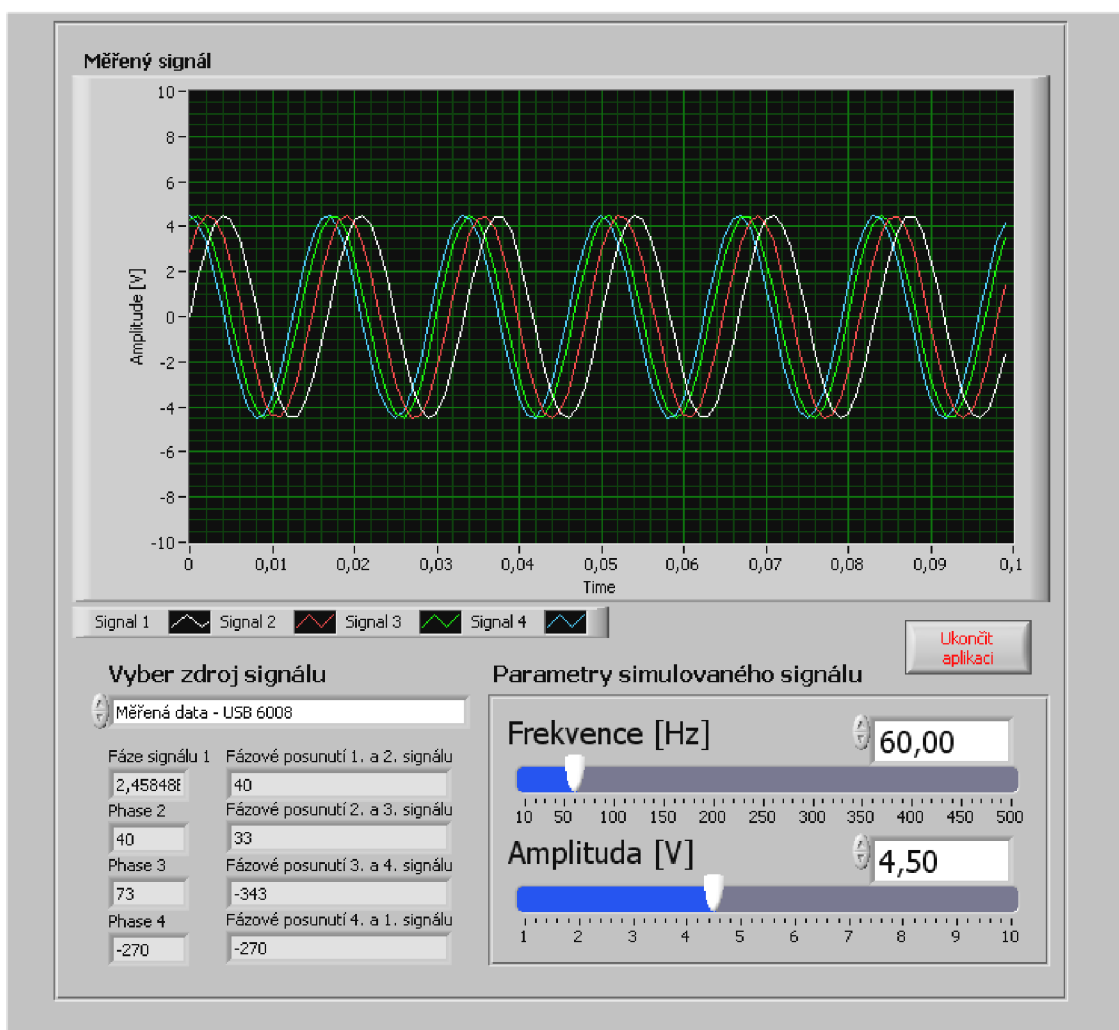 Měřený signál
10
8
6
4
2
0
-2
-4
-6
-8
-10
Amplitude [V]
0 0,01 0,02 0,03 0,04 0,05 0,06 0,07 0,08 0,09 0,1
Time
Signal 1 Signal 2 Signal 3 Signal 4
Ukončit
aplikaci
Vyber zdroj signálu
Měřená data - USB 6008
Fáze signálu 1 Fázové posunutí 1. a 2. signálu
2,458488 40
Phase 2 Fázové posunutí 2. a 3. signálu
40 33
Phase 3 Fázové posunutí 3. a 4. signálu
73 -343
Phase 4 Fázové posunutí 4. a 1. signálu
-270 -270
Parametry simulovaného signálu
Frekvence [Hz] 60,00
10 50 100 150 200 250 300 350 400 450 500
Amplituda [V] 4,50
1 2 3 4 5 6 7 8 9 10